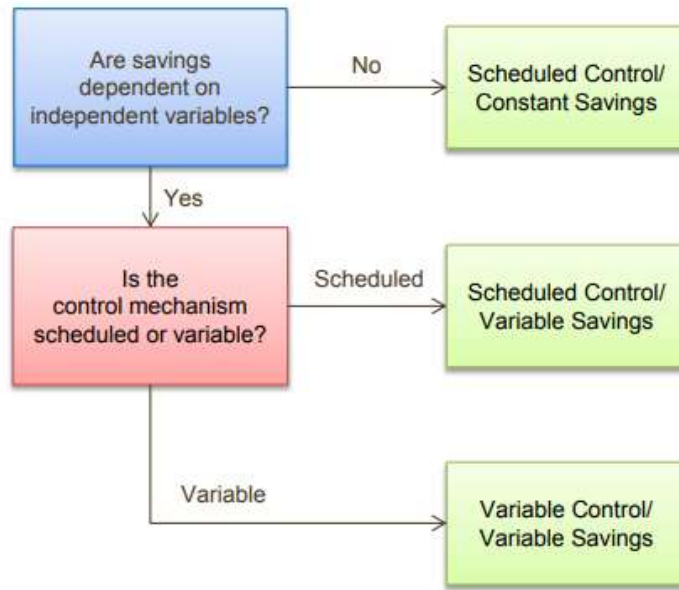 Are savings
dependent on
independent variables?
No
Scheduled Control/
Constant Savings
Yes
Is the
control mechanism
scheduled or variable?
Scheduled
Scheduled Control/
Variable Savings
Variable
Variable Control/
Variable Savings